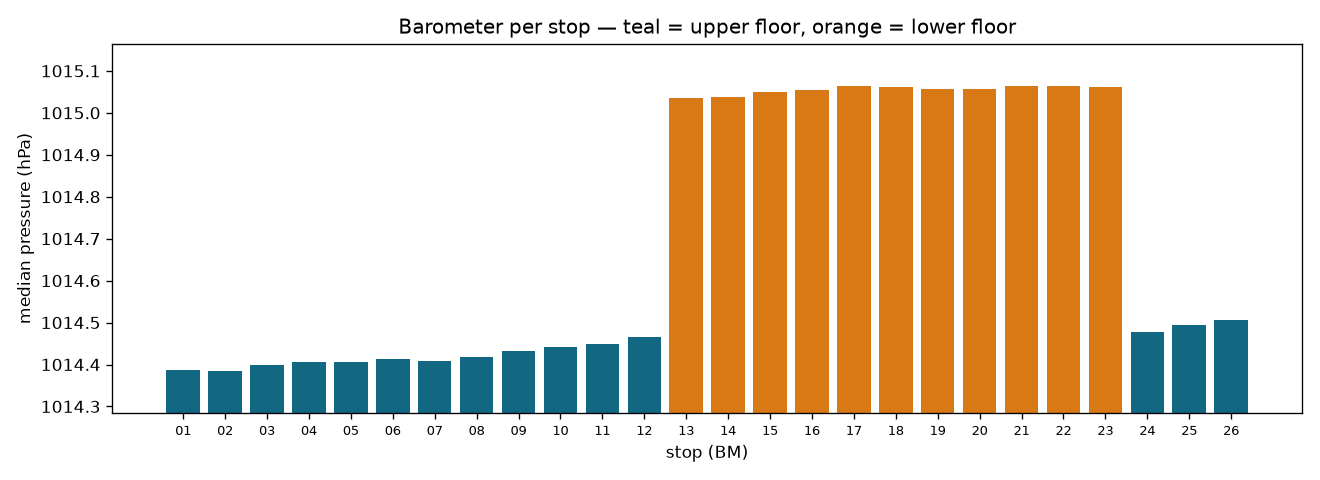 Barometer per stop — teal = upper floor, orange = lower floor
median pressure (hPa)
1015.1
1015.0
1014.9
1014.8
1014.7
1014.6
1014.5
1014.4
1014.3
01 02 03 04 05 06 07 08 09 10 11 12 13 14 15 16 17 18 19 20 21 22 23 24 25 26
stop (BM)